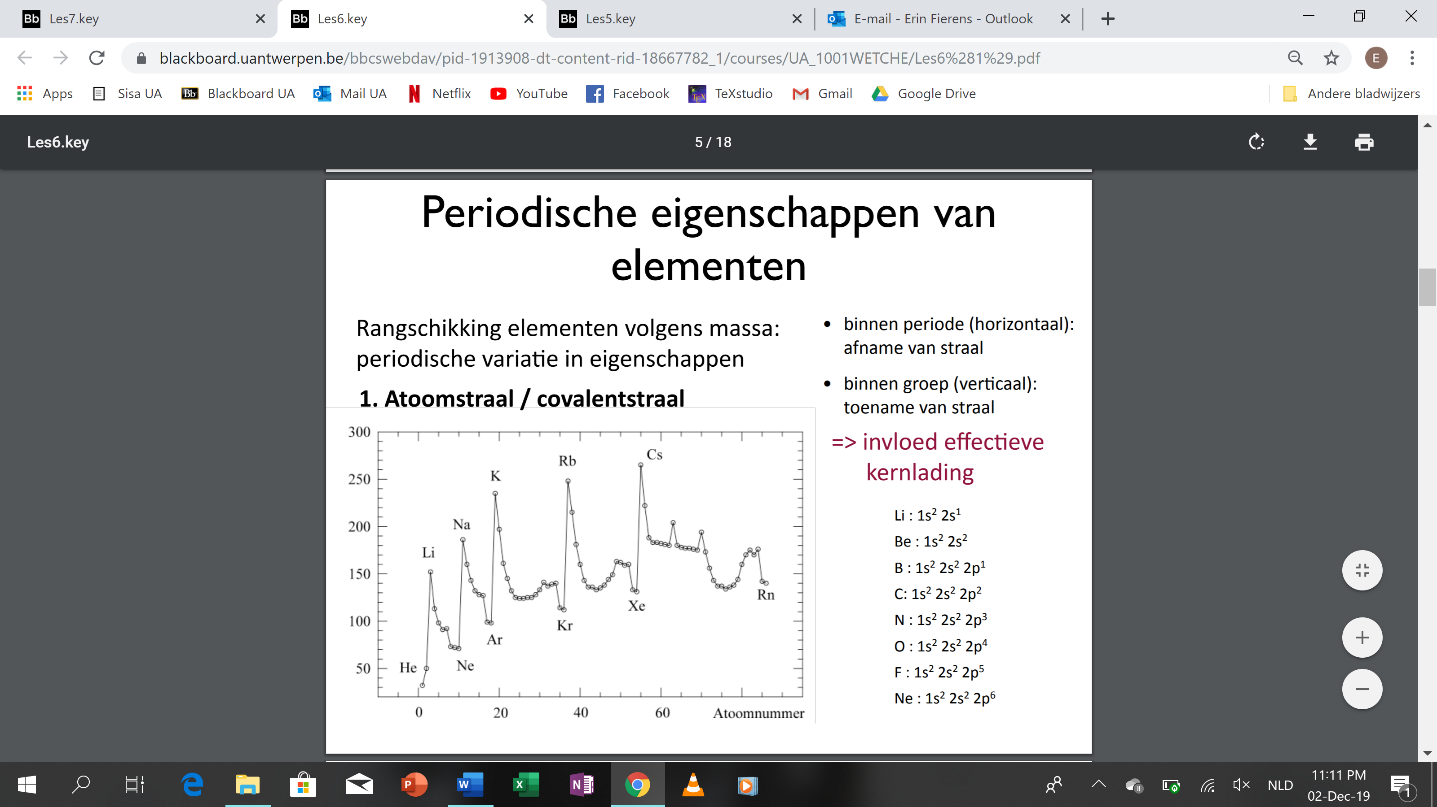 Les7.key
Les6.key
Les5.key
E-mail - Erin Fierens - Outlook
blackboard.uantwerpen.be/bbcswebdav/pid-1913908-dt-content-rid-18667782_1/courses/UA_1001WETCHE/Les6%281%29.pdf
E
Apps
Sisa UA
Blackboard UA
Mail UA
Netflix
YouTube
Facebook
TeXstudio
Gmail
Google Drive
Andere bladwijzers
Les6.key
5 / 18
Periodische eigenschappen van
elementen
Rangschikking elementen volgens massa:
periodische variatie in eigenschappen
1. Atoomstraal / covalentstraal
300
250
200
150
100
50
0
20
40
60
Atoomnummer
He
Li
Ne
Na
Ar
K
Kr
Rb
Xe
Cs
Rn
• binnen periode (horizontaal):
afname van straal
• binnen groep (verticaal):
toename van straal
=> invloed effectieve
kernlading
Li : 1s² 2s¹
Be : 1s² 2s²
B : 1s² 2s² 2p¹
C: 1s² 2s² 2p²
N : 1s² 2s² 2p³
O : 1s² 2s² 2p⁴
F : 1s² 2s² 2p⁵
Ne : 1s² 2s² 2p⁶
NLD
11:11 PM
02-Dec-19
1